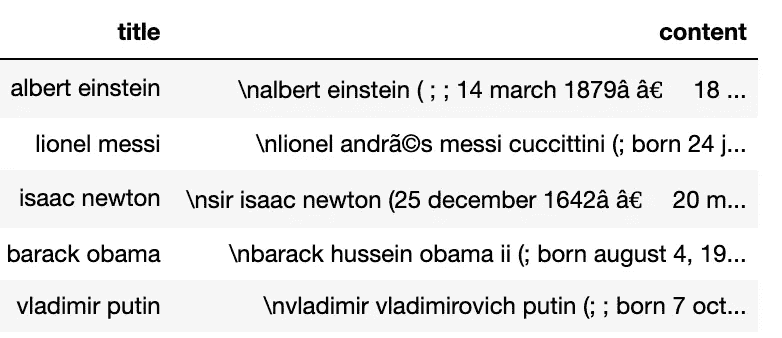 title content
albert einstein \nalbert einstein ( ; ; 14 march 1879â â€ 18 ...
lionel messi \nlionel andrã©s messi cuccittini (; born 24 j...
isaac newton \nsir isaac newton (25 december 1642â â€ 20 m...
barack obama \nbarack hussein obama ii (; born august 4, 19...
vladimir putin \nvladimir vladimirovich putin (; ; born 7 oct...